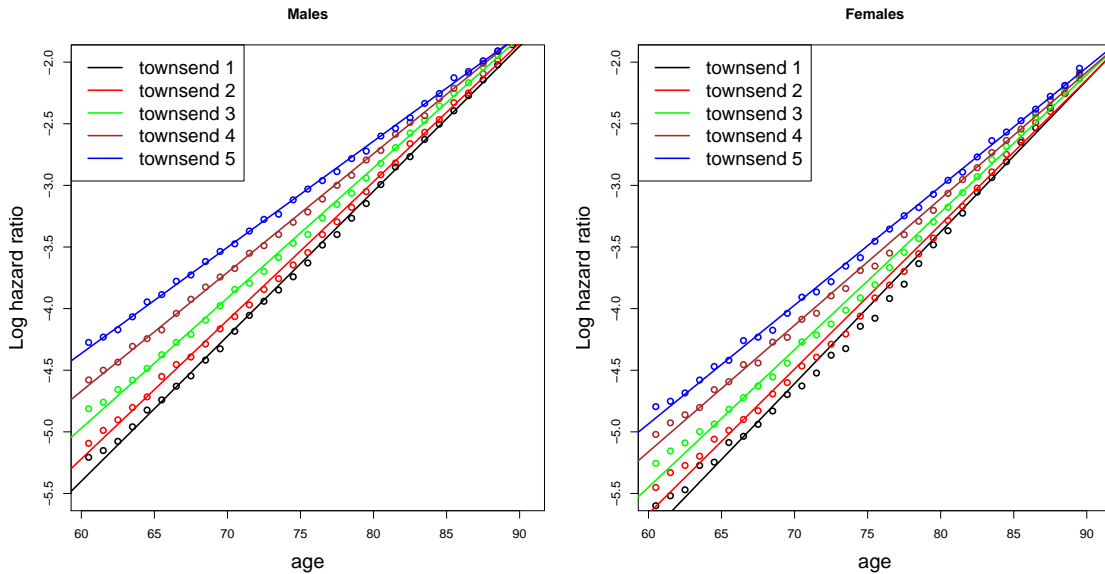 Males
Females
Log hazard ratio
−2.0
−2.5
−3.0
−3.5
−4.0
−4.5
−5.0
−5.5
townsend 1
townsend 2
townsend 3
townsend 4
townsend 5
60 65 70 75 80 85 90
age
Log hazard ratio
−2.0
−2.5
−3.0
−3.5
−4.0
−4.5
−5.0
−5.5
townsend 1
townsend 2
townsend 3
townsend 4
townsend 5
60 65 70 75 80 85 90
age